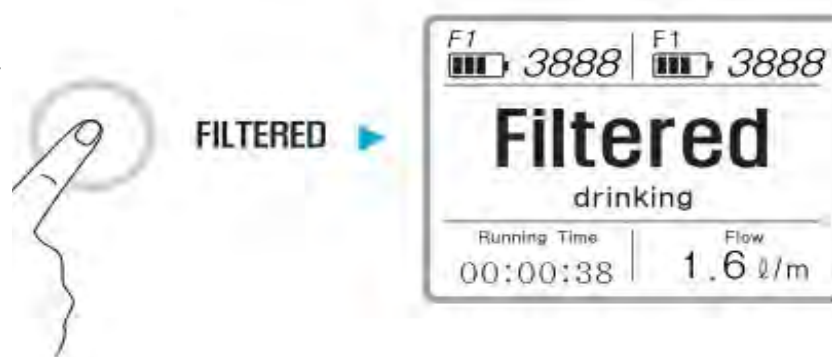 FILTERED
F1 F1
3888 3888
Filtered
drinking
Running Time Flow
00:00:38 1.6 ℓ/m